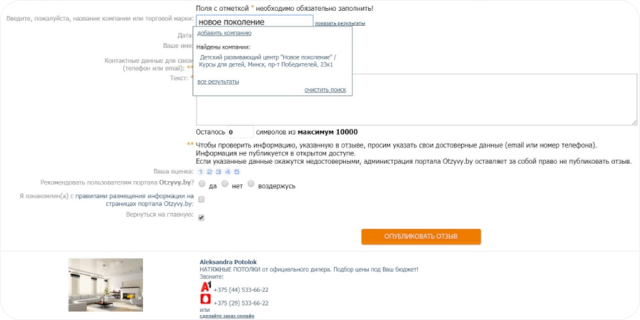 Поля с отметкой * необходимо обязательно заполнить!
Введите, пожалуйста, название компании или торговой марки: новое поколение показать результаты
добавить компанию
Дата:
Ваше имя:
Найдены компании:
Детский развивающий центр "Новое поколение" /
Курсы для детей, Минск, пр-т Победителей, 23к1
Контактные данные для связи
(телефон или email): **
Текст: *
все результаты
очистить поиск
Осталось 0 символов из максимум 10000
** Чтобы проверить информацию, указанную в отзыве, просим указать свои достоверные данные (email или номер телефона).
Информация не публикуется в открытом доступе.
Если указанные данные окажутся недостоверными, администрация портала Otzyvy.by оставляет за собой право не публиковать отзыв.
Ваша оценка: 1 2 3 4 5
Рекомендовать пользователям портала Otzyvy.by? да нет воздержусь
Я ознакомлен(а) с правилами размещение информации на
страницах портала Otzyvy.by:
Вернуться на главную:
ОПУБЛИКОВАТЬ ОТЗЫВ
Aleksandra Potolok
НАТЯЖНЫЕ ПОТОЛКИ от официального дилера. Подбор цены под Ваш бюджет!
Звоните:
A1 +375 (44) 533-66-22
+375 (29) 533-66-22
или
сделайте заказ онлайн